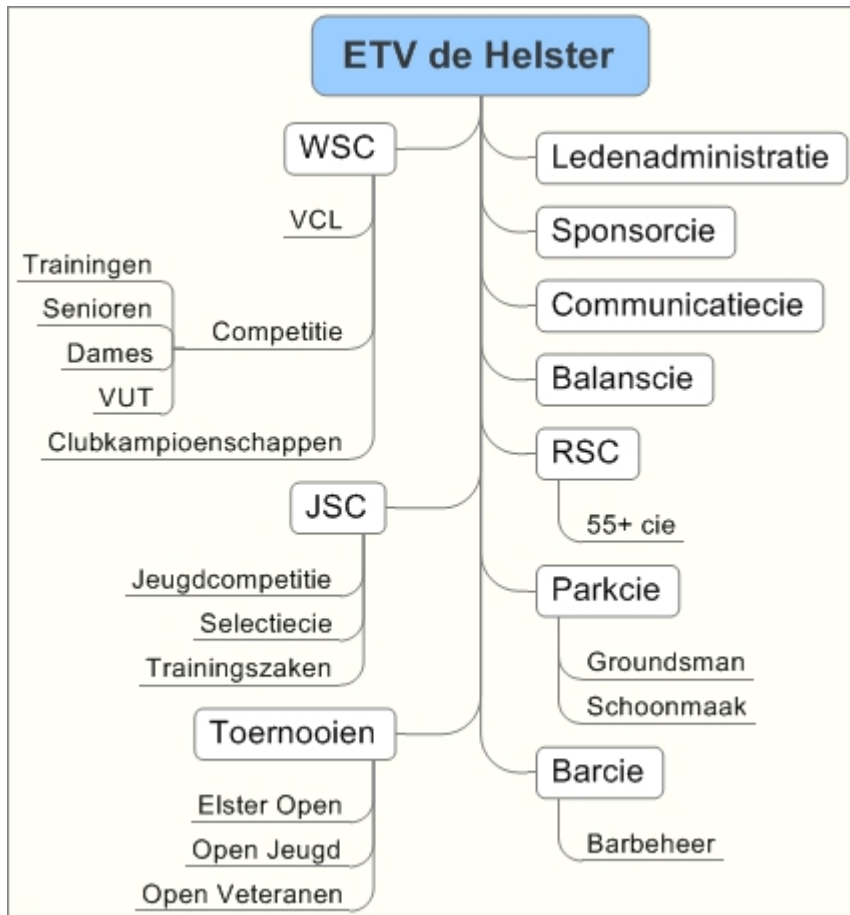 ETV de Helster
WSC
VCL
Competitie
Trainingen
Senioren
Dames
VUT
Clubkampioenschappen
JSC
Jeugdcompetitie
Selectiecie
Trainingszaken
Toernooien
Elster Open
Open Jeugd
Open Veteranen
Ledenadministratie
Sponsorcie
Communicatiecie
Balanscie
RSC
55+ cie
Parkcie
Groundsman
Schoonmaak
Barcie
Barbeheer